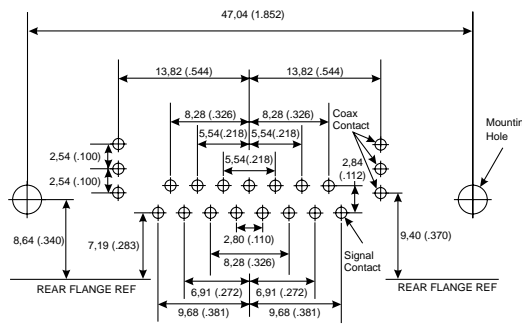 47,04 (1.852)
13,82 (.544) 13,82 (.544)
8,28 (.326) 8,28 (.326)
Coax
Contact
Mountin
Hole
5,54(.218) 5,54(.218)
2,54 (.100)
5,54(.218)
2,84
(.112)
2,54 (.100)
8,64 (.340)
7,19 (.283)
2,80 (.110)
9,40 (.370)
Signal
Contact
8,28 (.326)
REAR FLANGE REF REAR FLANGE REF
6,91 (.272) 6,91 (.272)
9,68 (.381) 9,68 (.381)